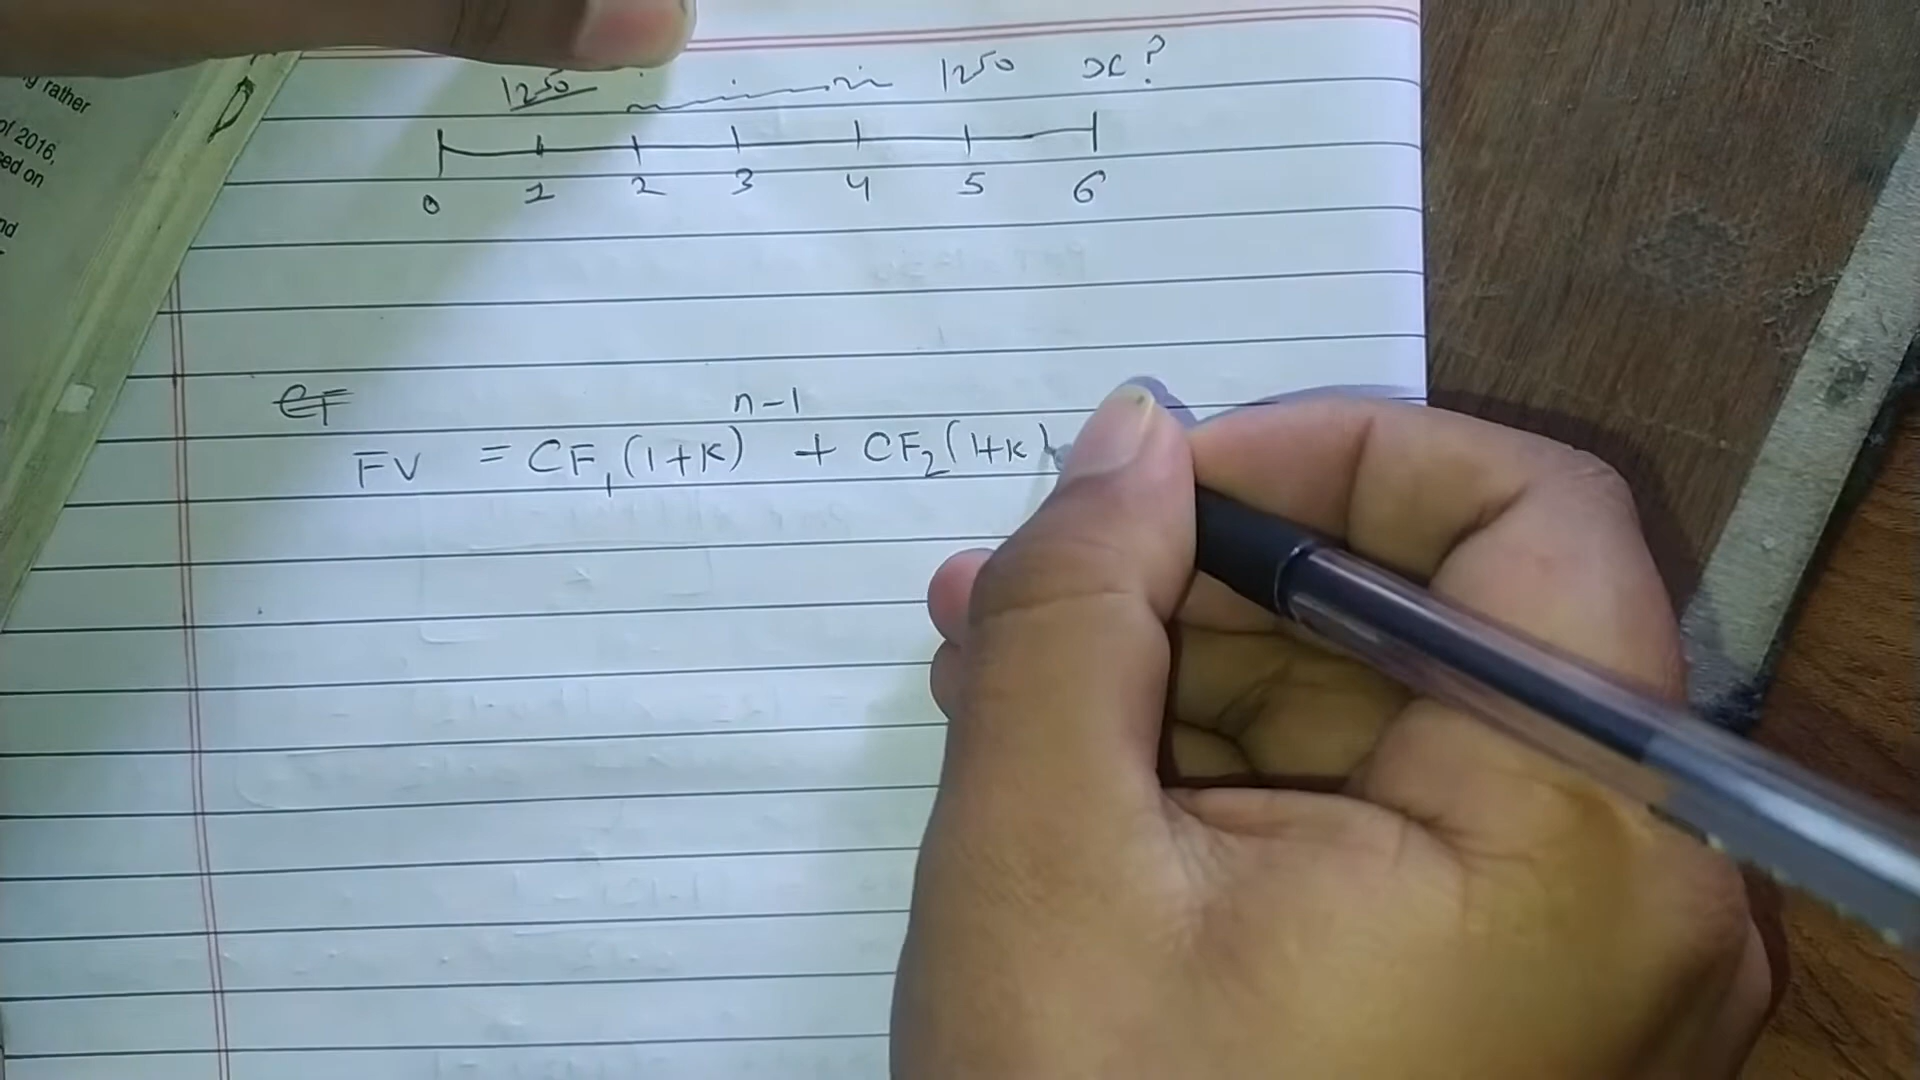 g rather
of 2016,
sed on
nd
1250 1250 x?
0 1 2 3 4 5 6
CF
n-1
FV = CF1(1+K) + CF2(1+K)